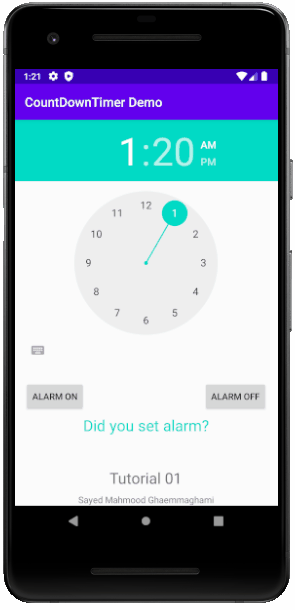 1:21
CountDownTimer Demo
1:20 AM
PM
12
11 1
10 2
9 3
8 4
7 5
6
ALARM ON ALARM OFF
Did you set alarm?
Tutorial 01
Sayed Mahmood Ghaemmaghami